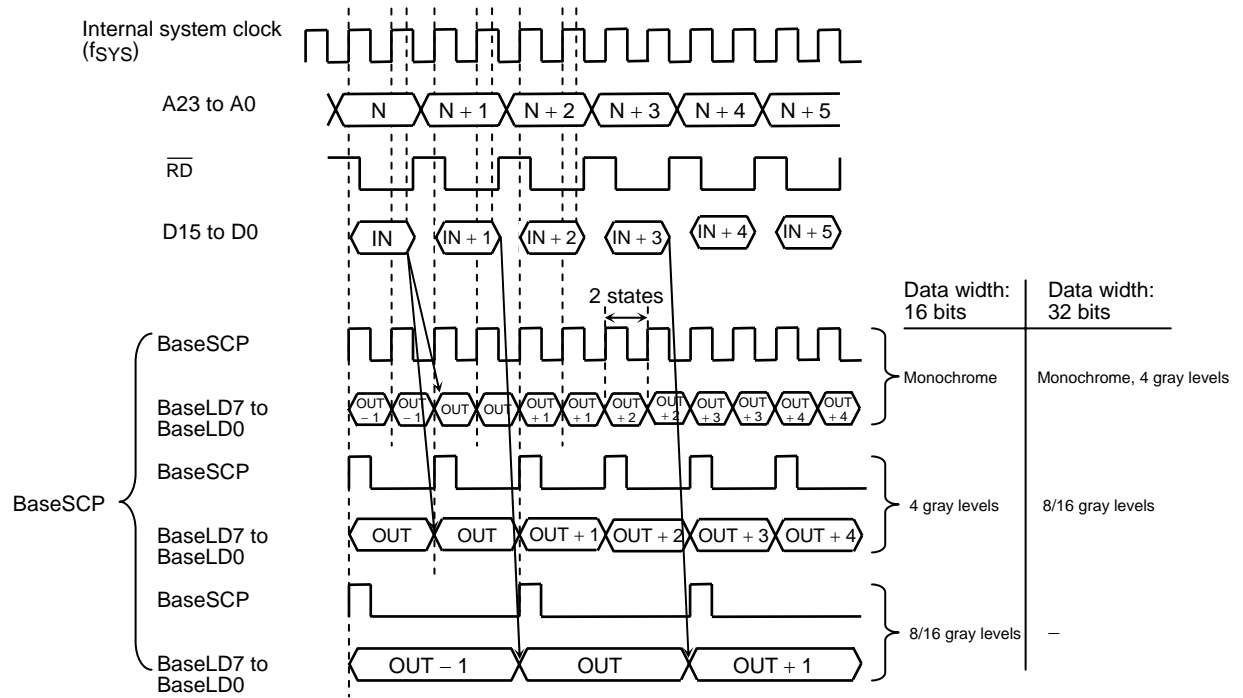 Internal system clock
(fSYS)
A23 to A0
N
N + 1
N + 2
N + 3
N + 4
N + 5
RD
D15 to D0
IN
IN + 1
IN + 2
IN + 3
IN + 4
IN + 5
2 states
Data width:
16 bits
Data width:
32 bits
BaseSCP
BaseSCP
BaseLD7 to
BaseLD0
OUT
− 1
OUT
− 1
OUT
OUT
OUT
+ 1
OUT
+ 1
OUT
+ 2
OUT
+ 2
OUT
+ 3
OUT
+ 3
OUT
+ 4
OUT
+ 4
Monochrome
Monochrome, 4 gray levels
BaseSCP
BaseLD7 to
BaseLD0
OUT
OUT
OUT + 1
OUT + 2
OUT + 3
OUT + 4
4 gray levels
8/16 gray levels
BaseSCP
BaseLD7 to
BaseLD0
OUT − 1
OUT
OUT + 1
8/16 gray levels
−